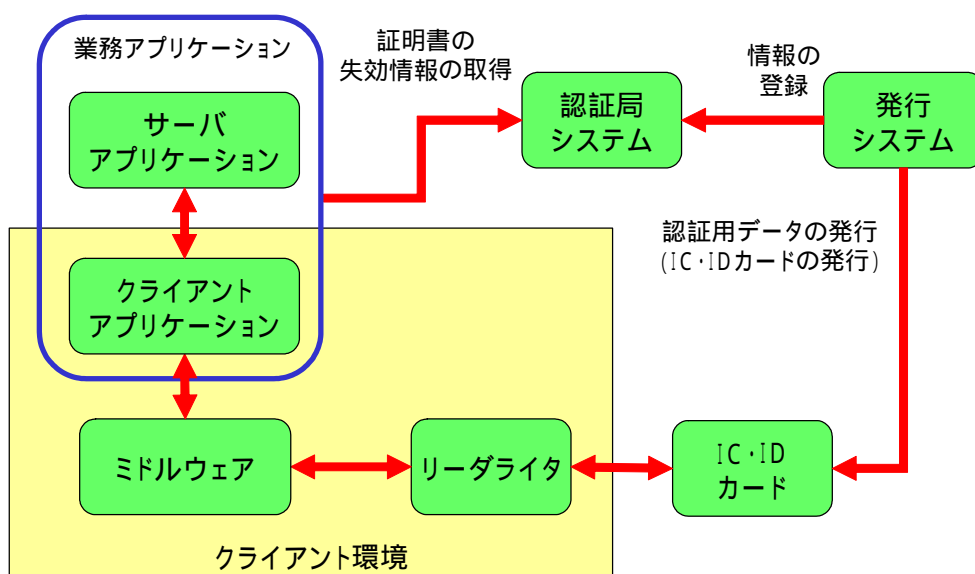 業務アプリケーション
サーバ
アプリケーション
クライアント
アプリケーション
証明書の
失効情報の取得
認証局
システム
情報の
登録
発行
システム
認証用データの発行
(IC・IDカードの発行)
ミドルウェア
リーダライタ
IC・ID
カード
クライアント環境